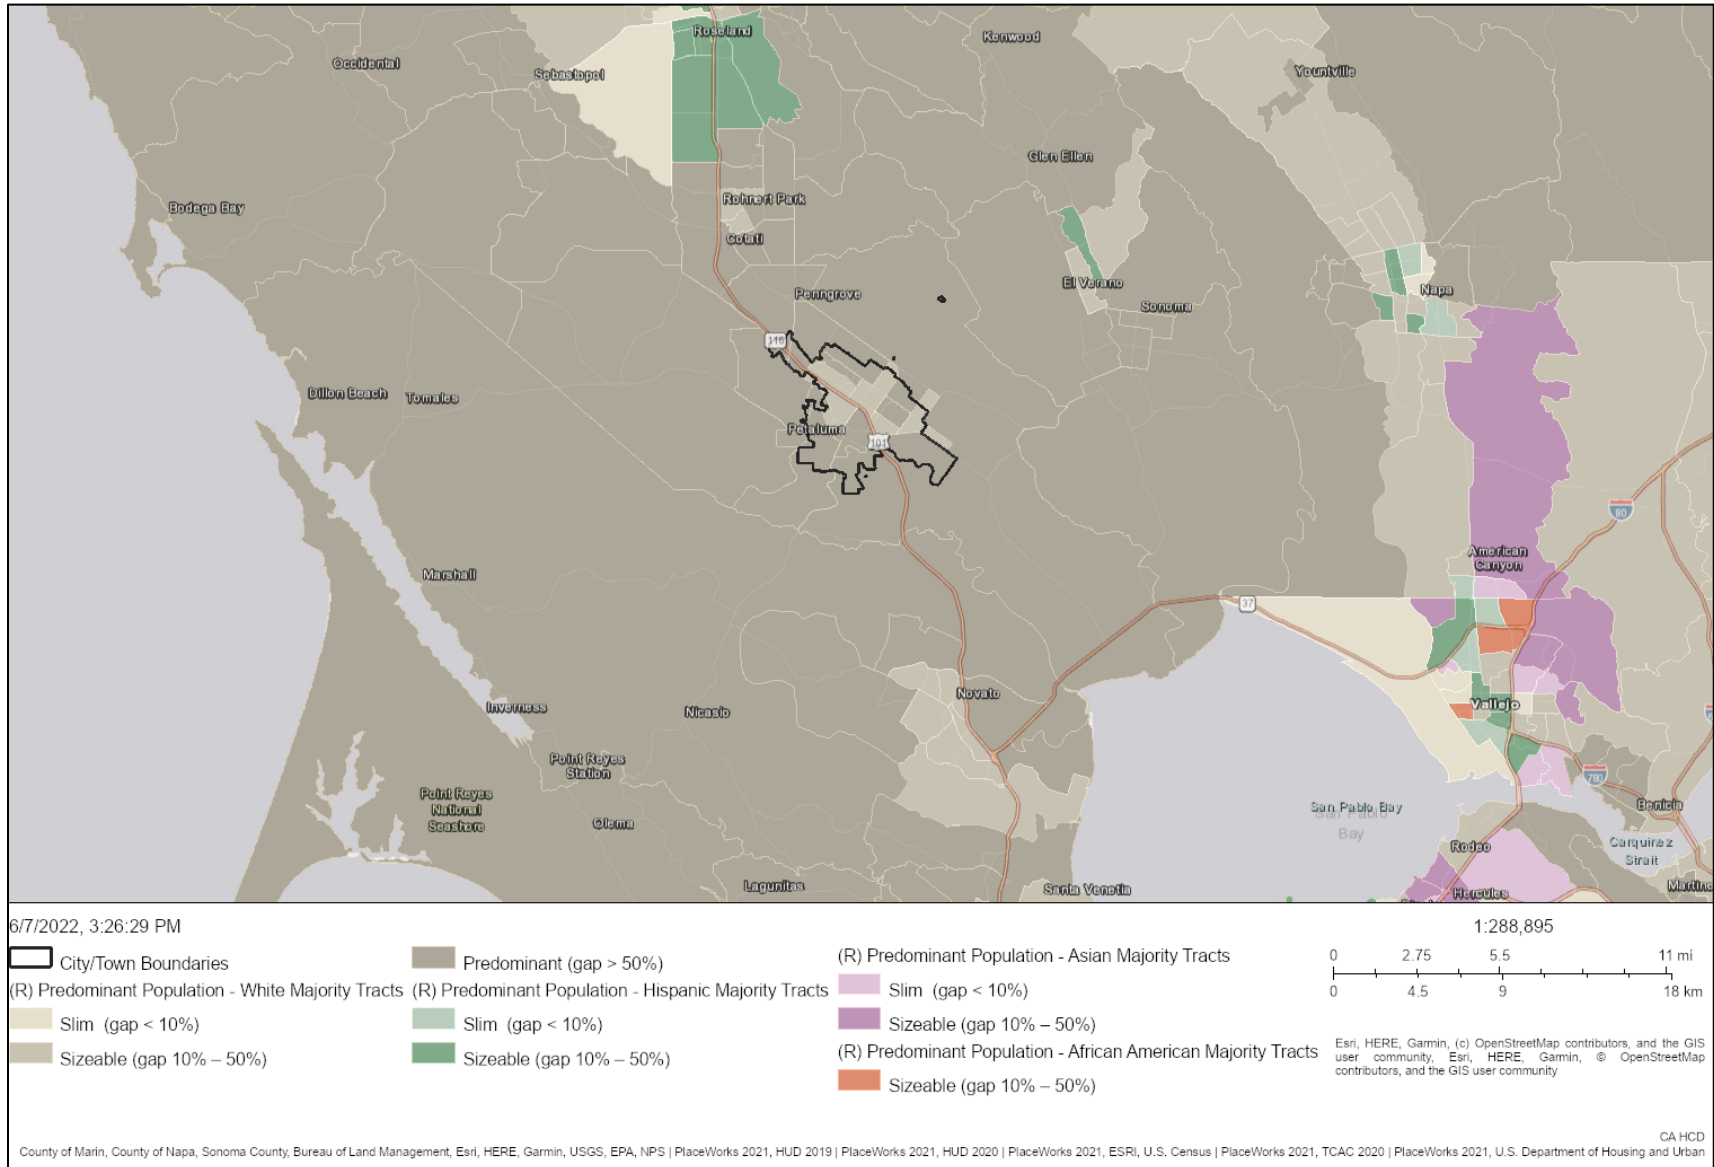 Roseland
Kenwood
Occidental
Sebastopol
Yountville
Glen Ellen
Rohnert Park
Bodega Bay
Cotati
El Verano
Napa
Penngrove
Sonoma
116
Dillon Beach
Tomales
Petaluma
101
80
American
Canyon
Marshall
37
Novato
Vallejo
Inverness
Nicasio
Point Reyes
Station
780
Point Reyes
National
Seashore
San Pablo Bay
San Pablo
Bay
Benicia
Olema
Rodeo
Carquinez
Strait
Lagunitas
Santa Venetia
Hercules
Martine
6/7/2022, 3:26:29 PM
City/Town Boundaries
(R) Predominant Population - White Majority Tracts
Slim (gap < 10%)
Sizeable (gap 10% – 50%)
Predominant (gap > 50%)
(R) Predominant Population - Hispanic Majority Tracts
Slim (gap < 10%)
Sizeable (gap 10% – 50%)
(R) Predominant Population - Asian Majority Tracts
Slim (gap < 10%)
Sizeable (gap 10% – 50%)
(R) Predominant Population - African American Majority Tracts
Sizeable (gap 10% – 50%)
1:288,895
0 2.75 5.5 11 mi
0 4.5 9 18 km
Esri, HERE, Garmin, (c) OpenStreetMap contributors, and the GIS
user community, Esri, HERE, Garmin, © OpenStreetMap
contributors, and the GIS user community
CA HCD
County of Marin, County of Napa, Sonoma County, Bureau of Land Management, Esri, HERE, Garmin, USGS, EPA, NPS | PlaceWorks 2021, HUD 2019 | PlaceWorks 2021, HUD 2020 | PlaceWorks 2021, ESRI, U.S. Census | PlaceWorks 2021, TCAC 2020 | PlaceWorks 2021, U.S. Department of Housing and Urban